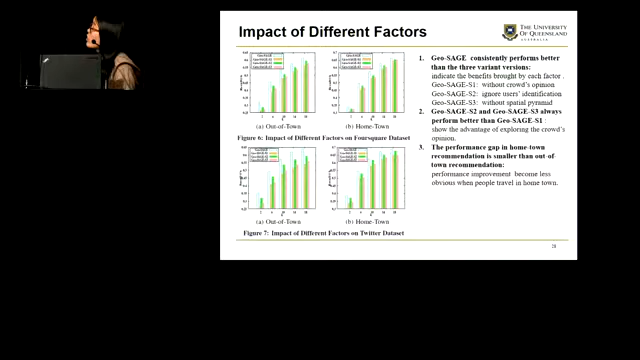 Impact of Different Factors
THE UNIVERSITY
OF QUEENSLAND
AUSTRALIA
(a) Out-of-Town
(b) Home-Town
Figure 6: Impact of Different Factors on Foursquare Dataset
(a) Out-of-Town
(b) Home-Town
Figure 7: Impact of Different Factors on Twitter Dataset
1. Geo-SAGE consistently performs better
than the three variant versions:
indicate the benefits brought by each factor .
Geo-SAGE-S1: without crowd's opinion
Geo-SAGE-S2: ignore users' identification
Geo-SAGE-S3: without spatial pyramid
2. Geo-SAGE-S2 and Geo-SAGE-S3 always
perform better than Geo-SAGE-S1 :
show the advantage of exploring the crowd's
opinion.
3. The performance gap in home-town
recommendation is smaller than out-of-
town recommendation:
performance improvement become less
obvious when people travel in home town.
28